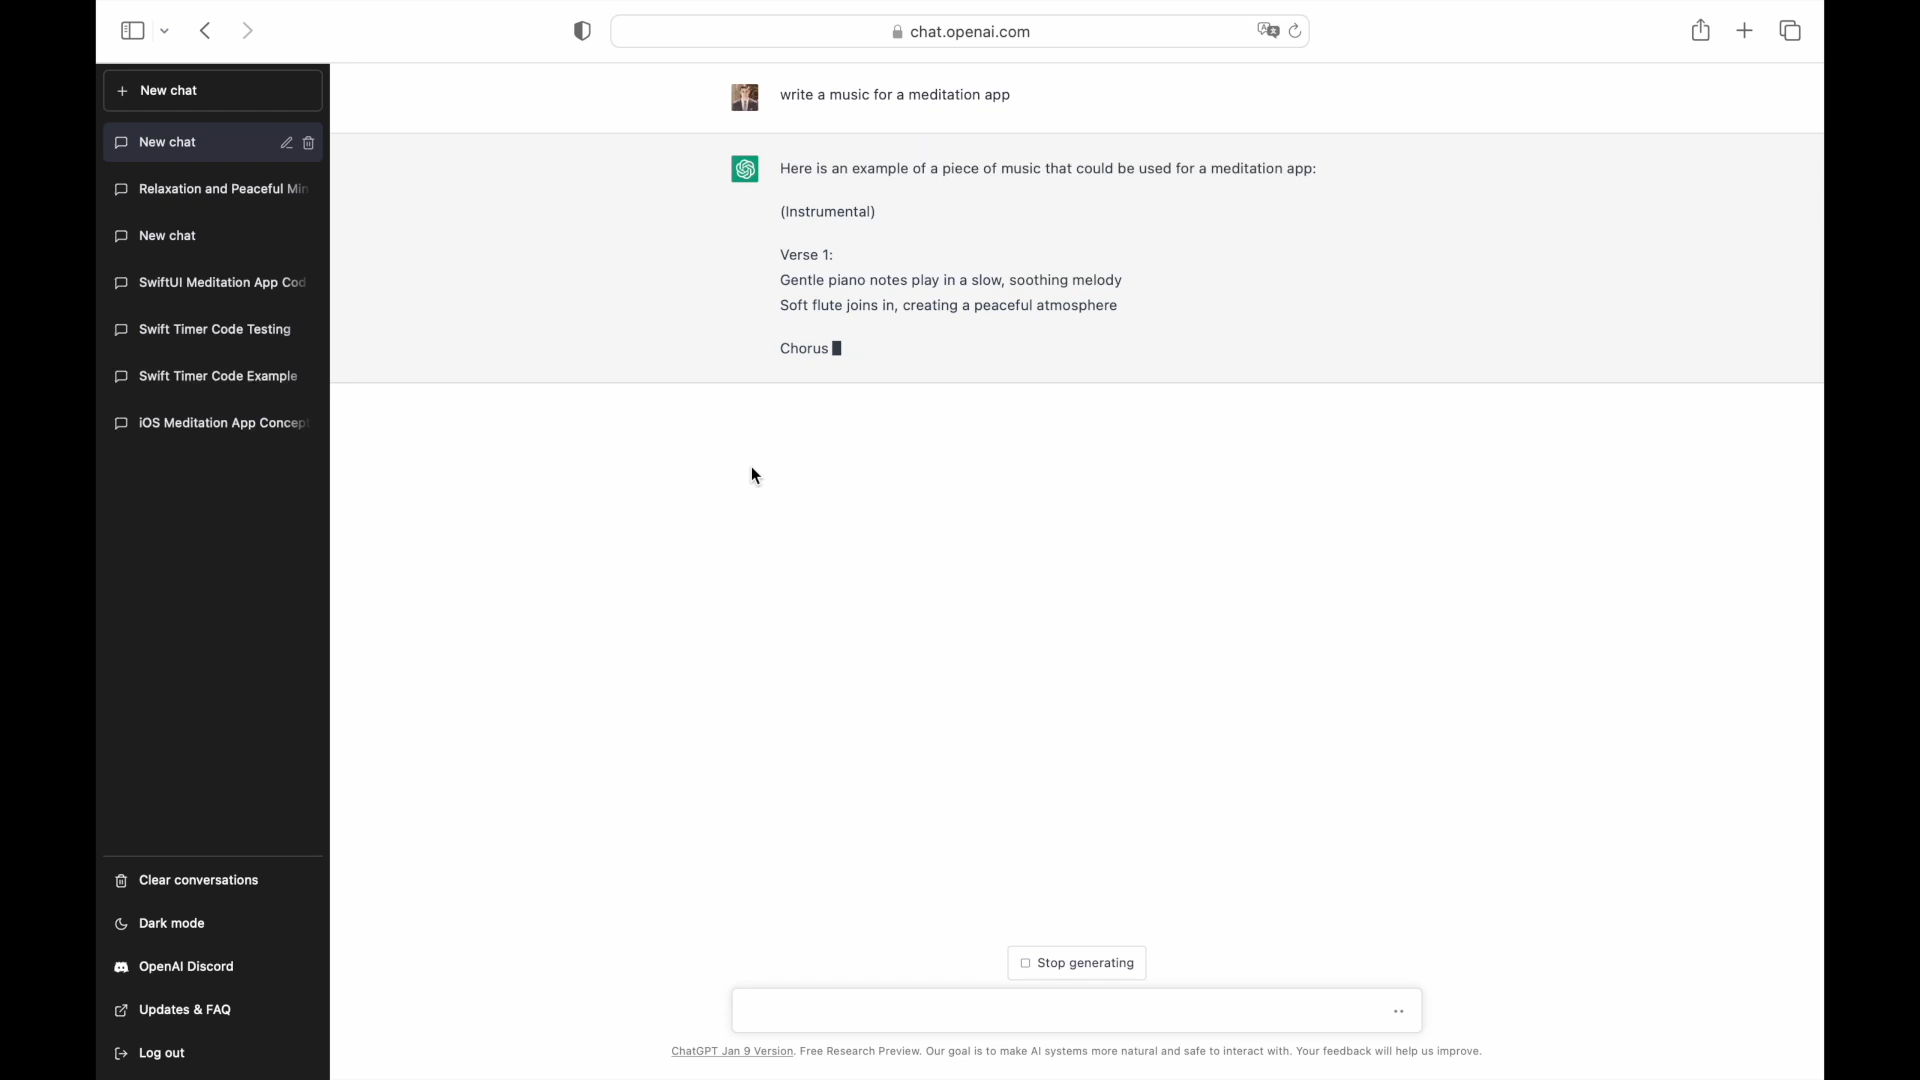 chat.openai.com
New chat
New chat
Relaxation and Peaceful Min
New chat
SwiftUI Meditation App Cod
Swift Timer Code Testing
Swift Timer Code Example
iOS Meditation App Concept
Clear conversations
Dark mode
OpenAI Discord
Updates & FAQ
Log out
write a music for a meditation app
Here is an example of a piece of music that could be used for a meditation app:
(Instrumental)
Verse 1:
Gentle piano notes play in a slow, soothing melody
Soft flute joins in, creating a peaceful atmosphere
Chorus
Stop generating
ChatGPT Jan 9 Version. Free Research Preview. Our goal is to make AI systems more natural and safe to interact with. Your feedback will help us improve.